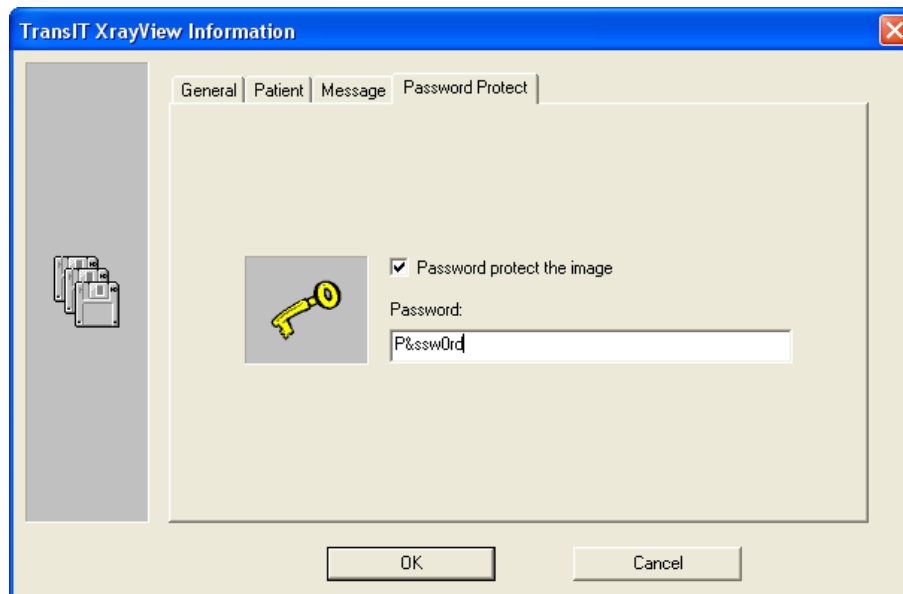 TransIT XrayView Information
General Patient Message Password Protect
Password protect the image
Password:
P&ssw0rd
OK Cancel